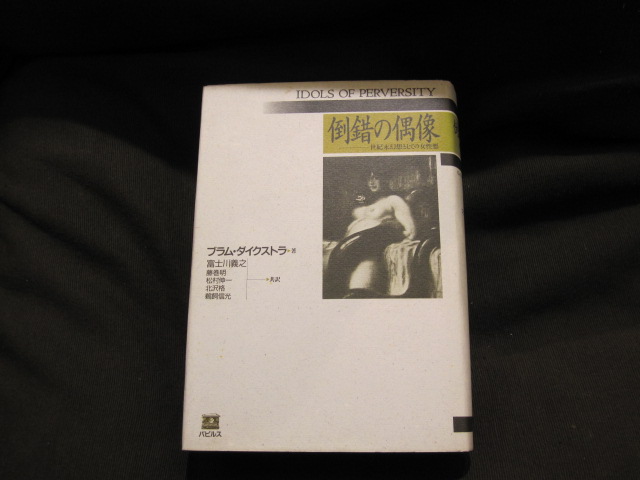 IDOLS OF PERVERSITY
倒錯の偶像
世紀末幻想としての女性悪
ブラム・ダイクストラ・著
富士川義之
藤巻明
松村伸一
北沢格
鵜飼信光
共訳
パピルス